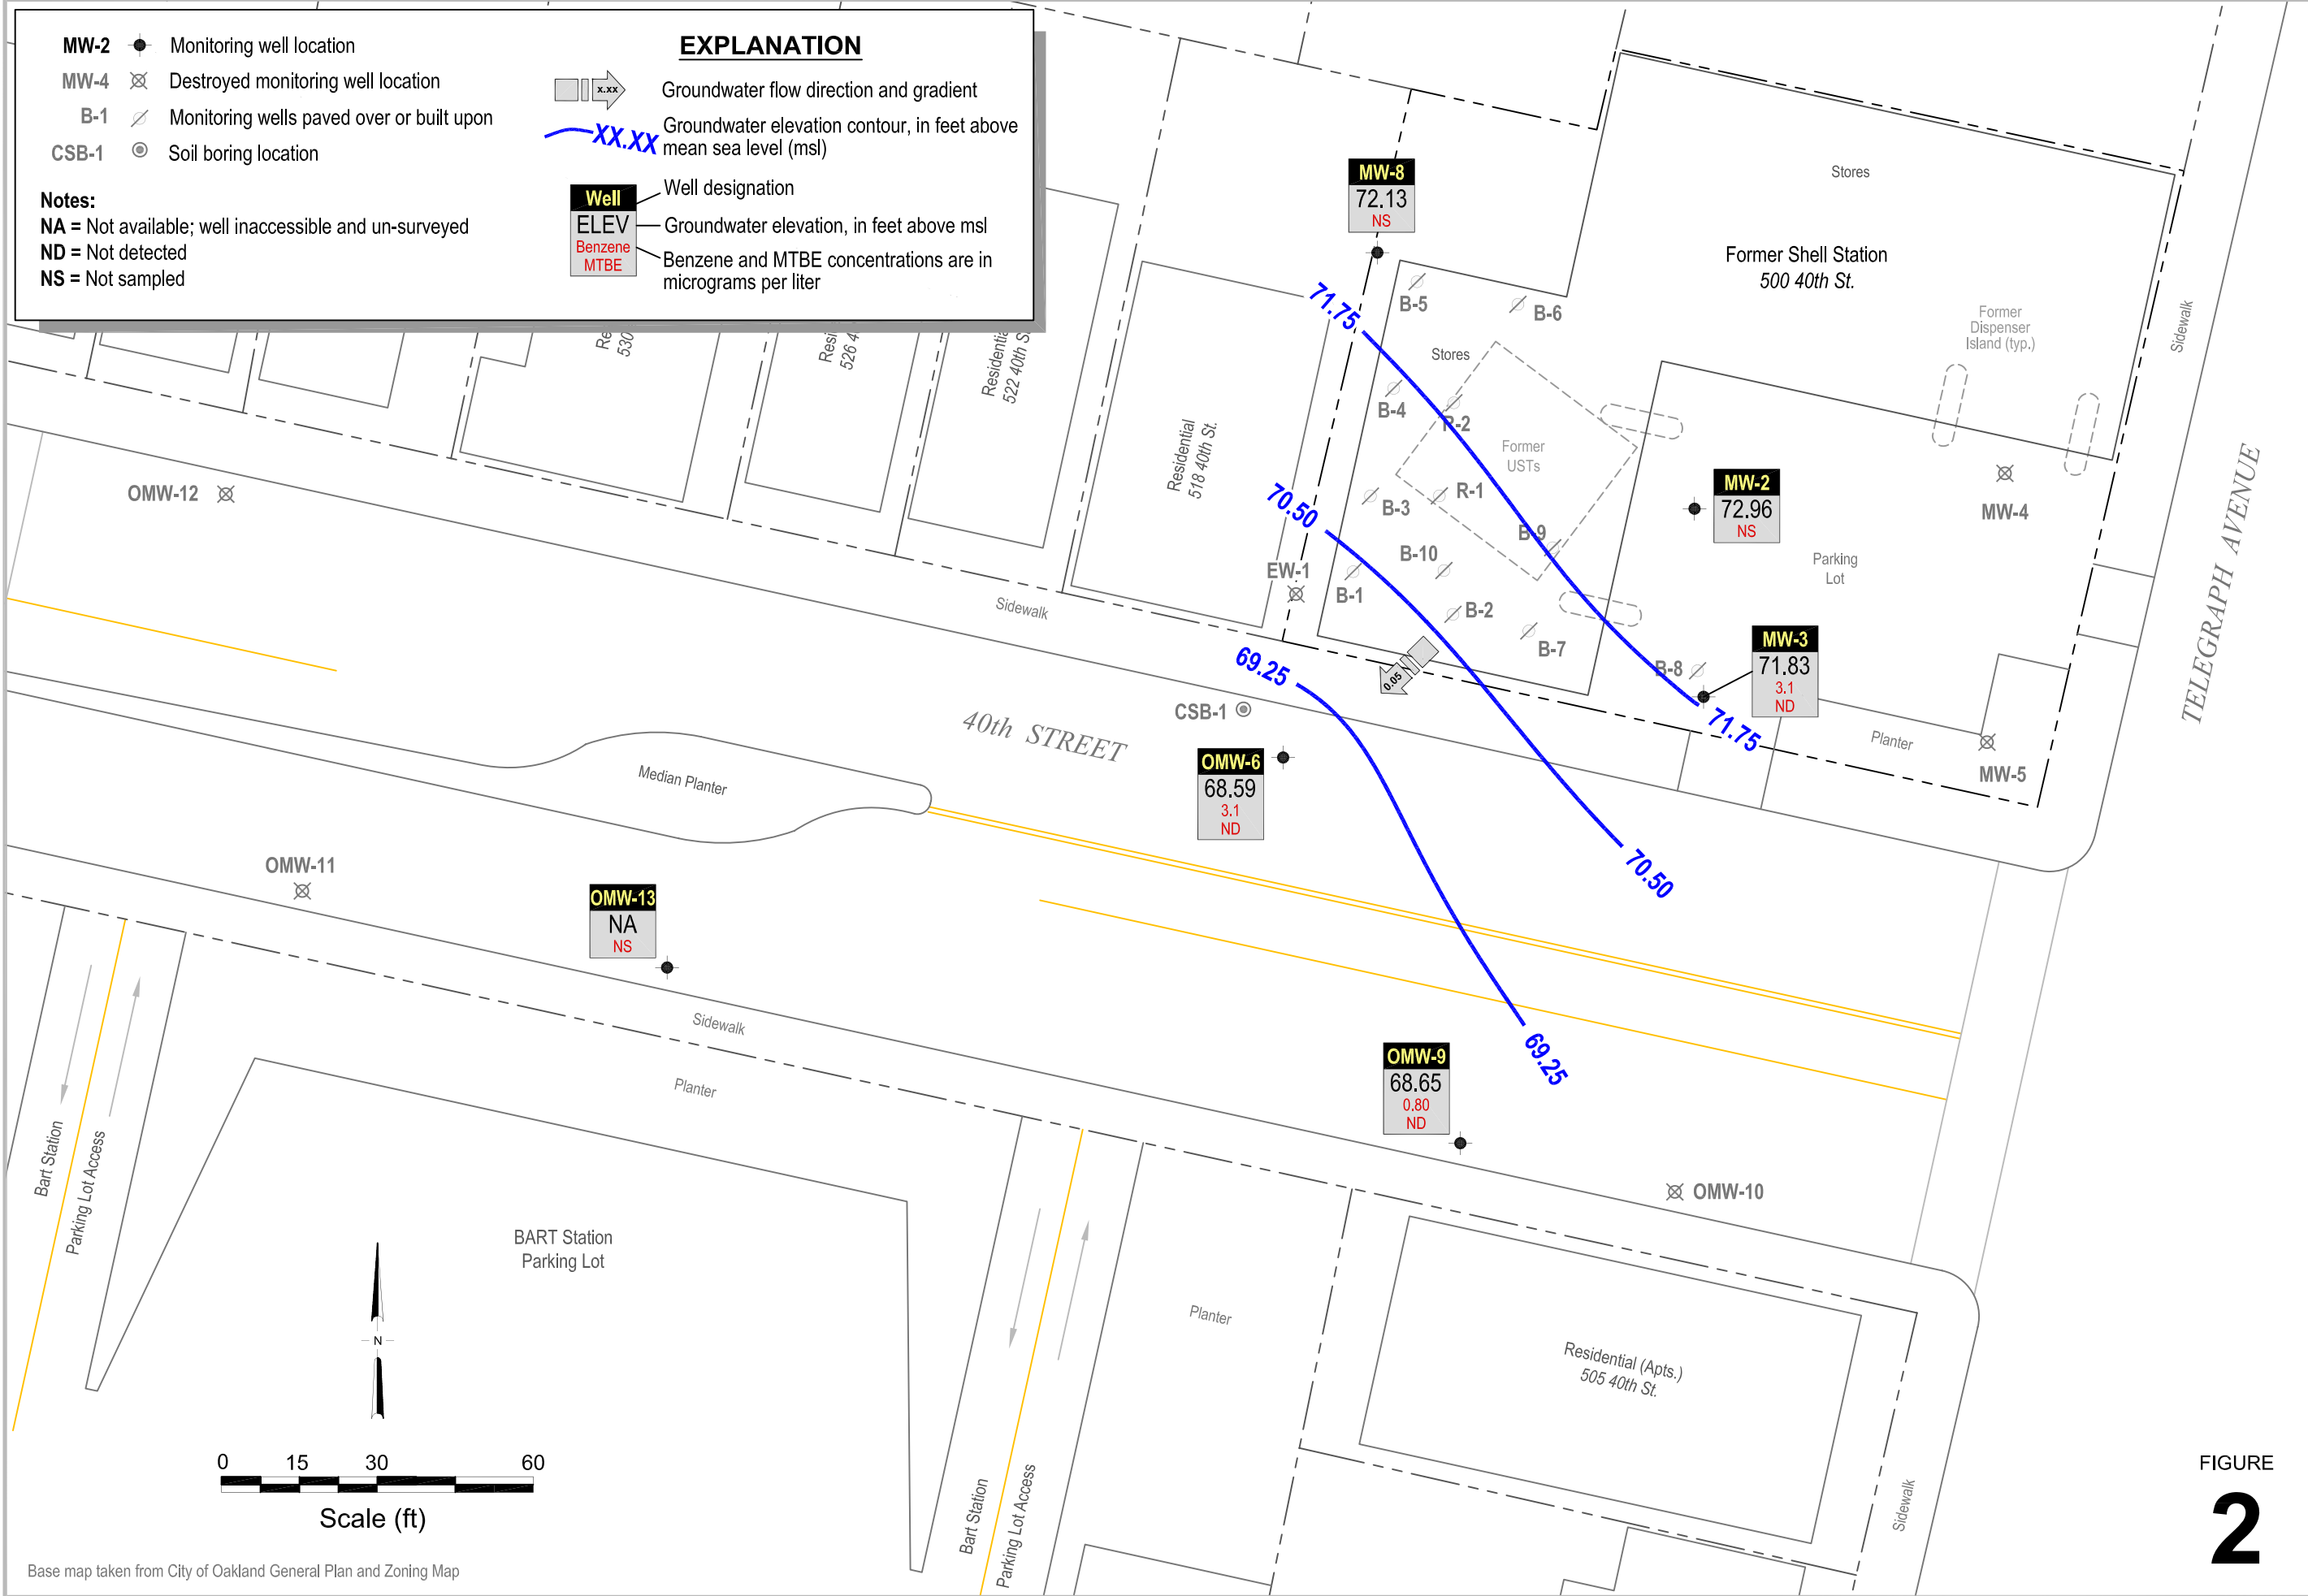 MW-2 Monitoring well location
MW-4 Destroyed monitoring well location
B-1 Monitoring wells paved over or built upon
CSB-1 Soil boring location
Notes:
NA = Not available; well inaccessible and un-surveyed
ND = Not detected
NS = Not sampled
EXPLANATION
x.xx
Groundwater flow direction and gradient
XX.XX
Groundwater elevation contour, in feet above
mean sea level (msl)
Well
ELEV
Benzene
MTBE
Well designation
Groundwater elevation, in feet above msl
Benzene and MTBE concentrations are in
micrograms per liter
530
526 4
Residentia
522 40th S
Residential
518 40th St.
MW-8
72.13
NS
Stores
Former Shell Station
500 40th St.
Former
Dispenser
Island (typ.)
Sidewalk
71.75
B-5
B-6
Stores
B-4
R-2
Former
USTs
B-3
R-1
B-9
B-10
70.50
EW-1
B-1
B-2
B-7
MW-2
72.96
NS
MW-4
Parking
Lot
TELEGRAPH AVENUE
MW-3
71.83
3.1
ND
B-8
71.75
Planter
MW-5
OMW-12
Sidewalk
69.25
0.05
CSB-1
40th STREET
OMW-6
68.59
3.1
ND
Median Planter
70.50
OMW-11
OMW-13
NA
NS
Sidewalk
Planter
69.25
OMW-9
68.65
0.80
ND
OMW-10
Bart Station
Parking Lot Access
BART Station
Parking Lot
N
Planter
Residential (Apts.)
505 40th St.
Bart Station
Parking Lot Access
Sidewalk
0 15 30 60
Scale (ft)
Base map taken from City of Oakland General Plan and Zoning Map
FIGURE
2